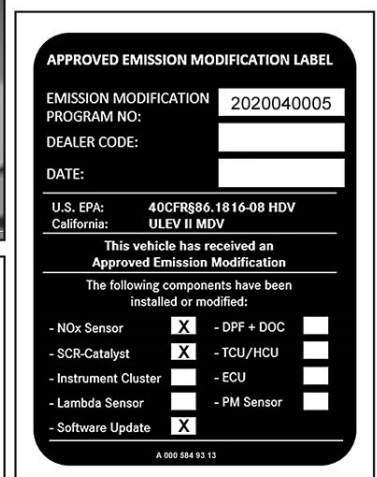 APPROVED EMISSION MODIFICATION LABEL
EMISSION MODIFICATION
PROGRAM NO: 2020040005
DEALER CODE:
DATE:
U.S. EPA: 40CFR§86.1816-08 HDV
California: ULEV II MDV
This vehicle has received an
Approved Emission Modification
The following components have been
installed or modified:
- NOx Sensor X - DPF + DOC
- SCR-Catalyst X - TCU/HCU
- Instrument Cluster - ECU
- Lambda Sensor - PM Sensor
- Software Update X
A 000 584 93 13